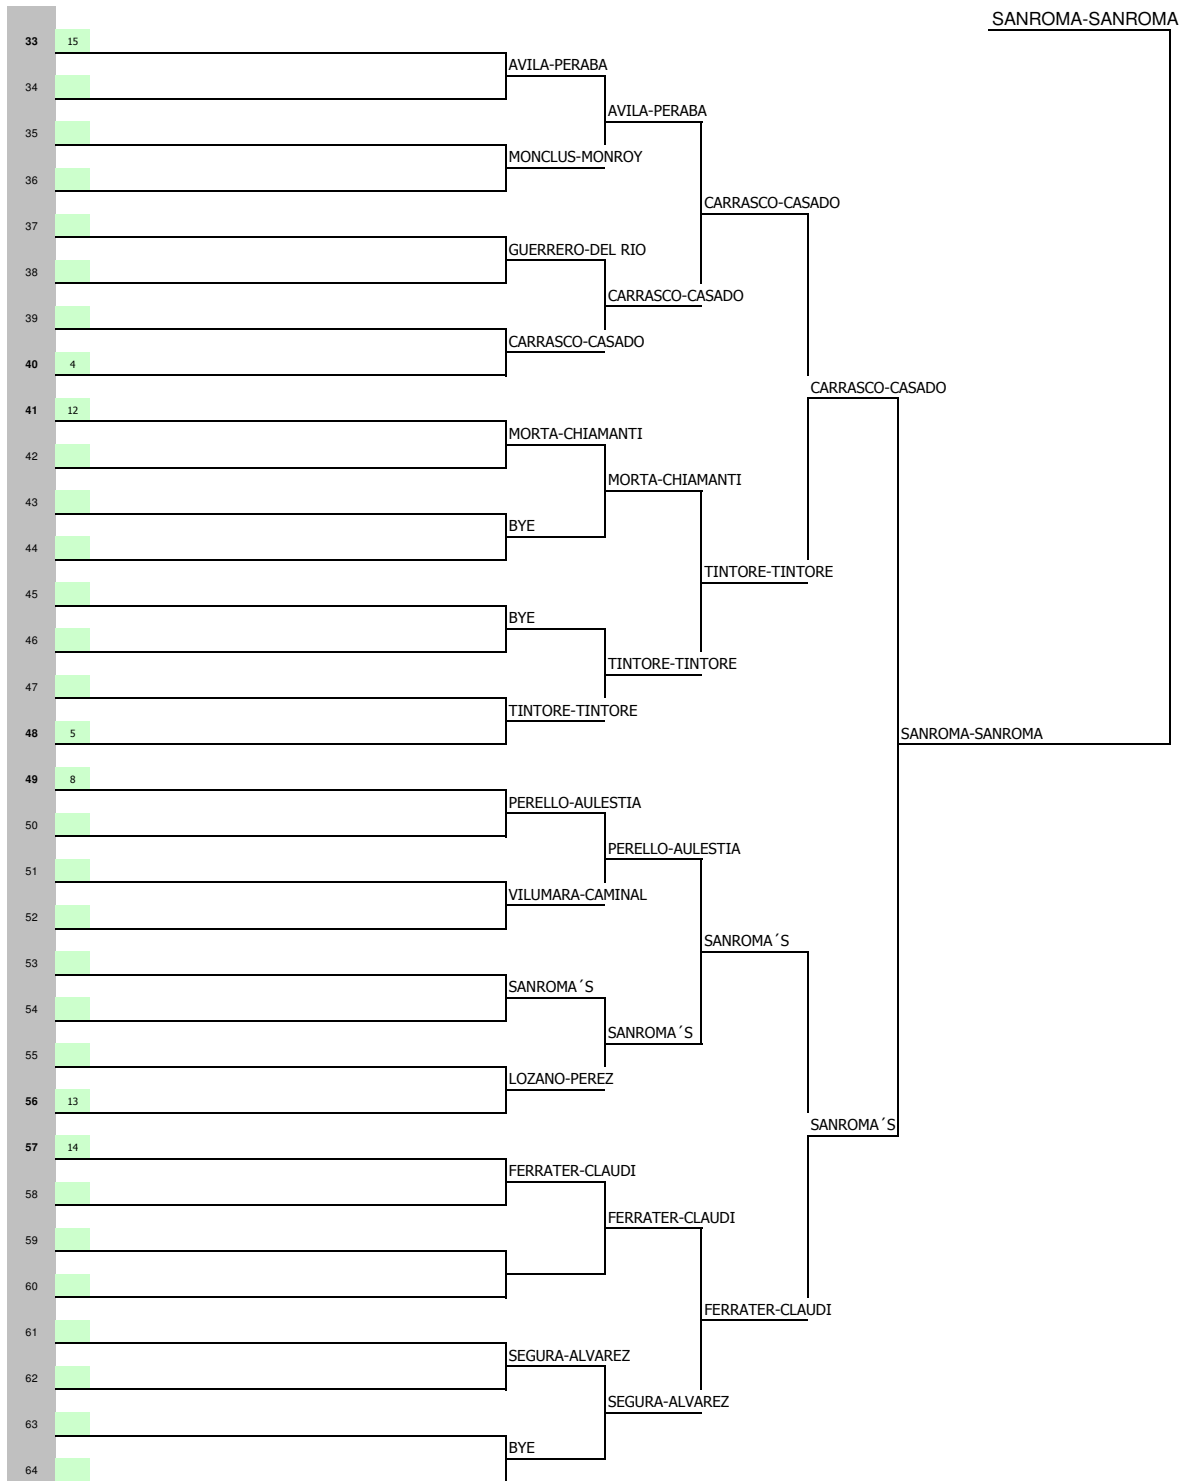 SANROMA-SANROMA
33 15
AVILA-PERABA
34
AVILA-PERABA
35
MONCLUS-MONROY
36
CARRASCO-CASADO
37
GUERRERO-DEL RIO
38
CARRASCO-CASADO
39
CARRASCO-CASADO
40 4
CARRASCO-CASADO
41 12
MORTA-CHIAMANTI
42
MORTA-CHIAMANTI
43
BYE
44
TINTORE-TINTORE
45
BYE
46
TINTORE-TINTORE
47
TINTORE-TINTORE
48 5
SANROMA-SANROMA
49 8
PERELLO-AULESTIA
50
PERELLO-AULESTIA
51
VILUMARA-CAMINAL
52
SANROMA´S
53
SANROMA´S
54
SANROMA´S
55
LOZANO-PEREZ
56 13
SANROMA´S
57 14
FERRATER-CLAUDI
58
FERRATER-CLAUDI
59
60
FERRATER-CLAUDI
61
SEGURA-ALVAREZ
62
SEGURA-ALVAREZ
63
BYE
64